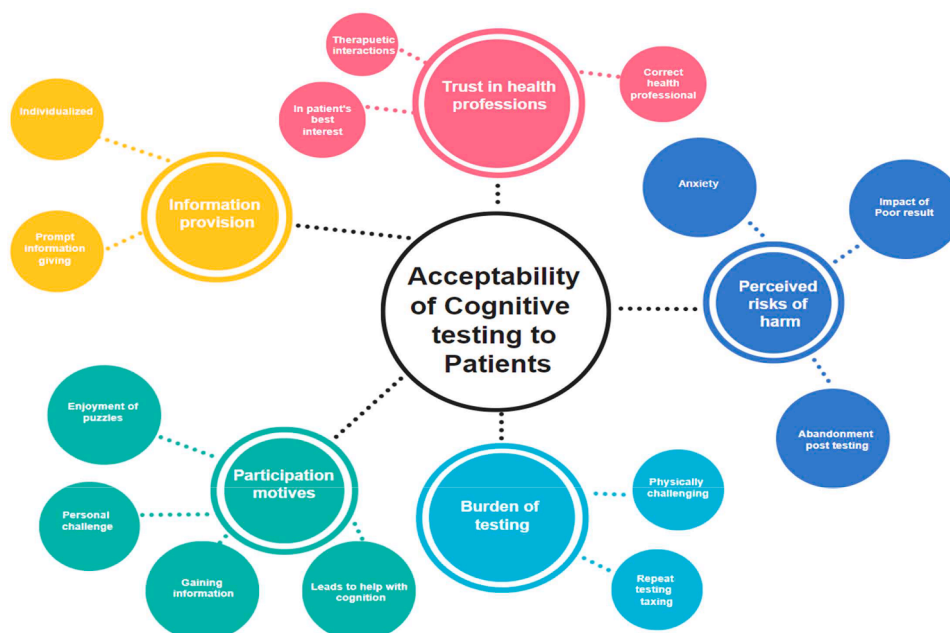 Therapuetic
interactions
Trust in health
professions
Correct
health
professional
In patient's
best
interest
Individualized
Information
provision
Prompt
information
giving
Anxiety
Impact of
Poor result
Perceived
risks of
harm
Abandonment
post testing
Acceptability
of Cognitive
testing to
Patients
Enjoyment of
puzzles
Participation
motives
Personal
challenge
Gaining
information
Leads to help with
cognition
Burden of
testing
Physically
challenging
Repeat
testing
taxing